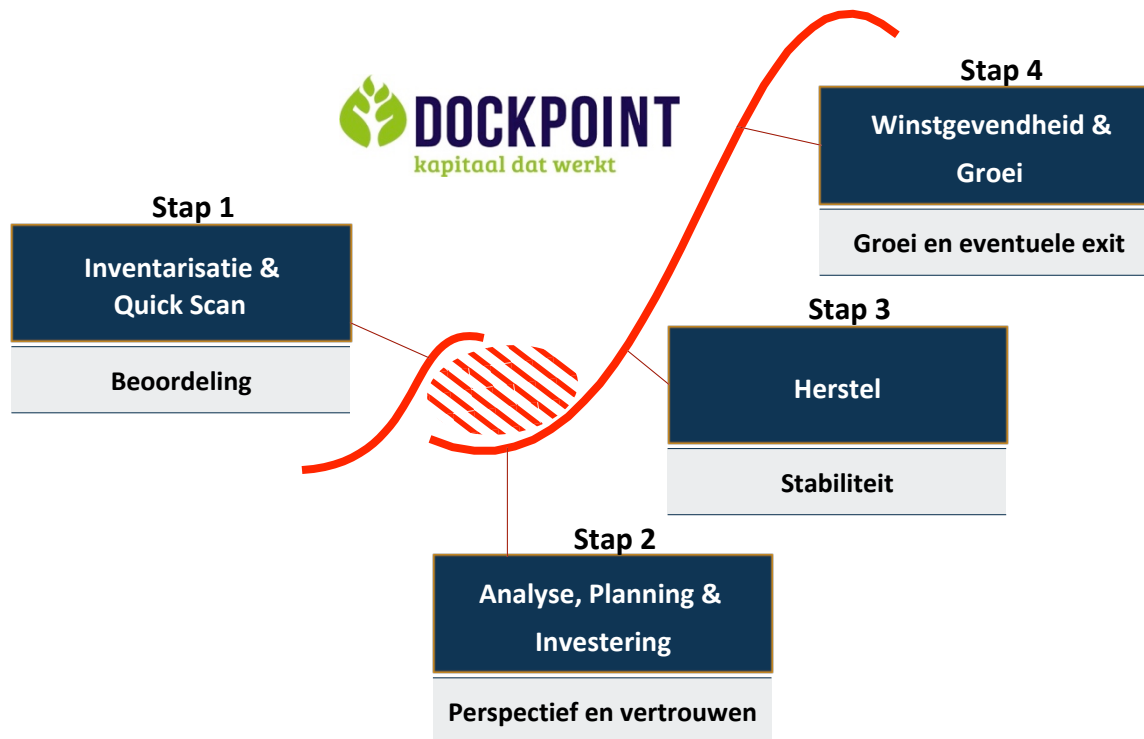 DOCKPOINT
kapitaal dat werkt
Stap 1
Inventarisatie &
Quick Scan
Beoordeling
Stap 2
Analyse, Planning &
Investering
Perspectief en vertrouwen
Stap 3
Herstel
Stabiliteit
Stap 4
Winstgevendheid &
Groei
Groei en eventuele exit